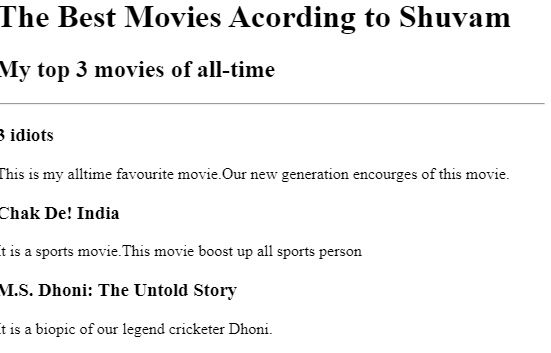 The Best Movies Acording to Shuvam
My top 3 movies of all-time
3 idiots
This is my alltime favourite movie.Our new generation encourges of this movie.
Chak De! India
It is a sports movie.This movie boost up all sports person
M.S. Dhoni: The Untold Story
It is a biopic of our legend cricketer Dhoni.